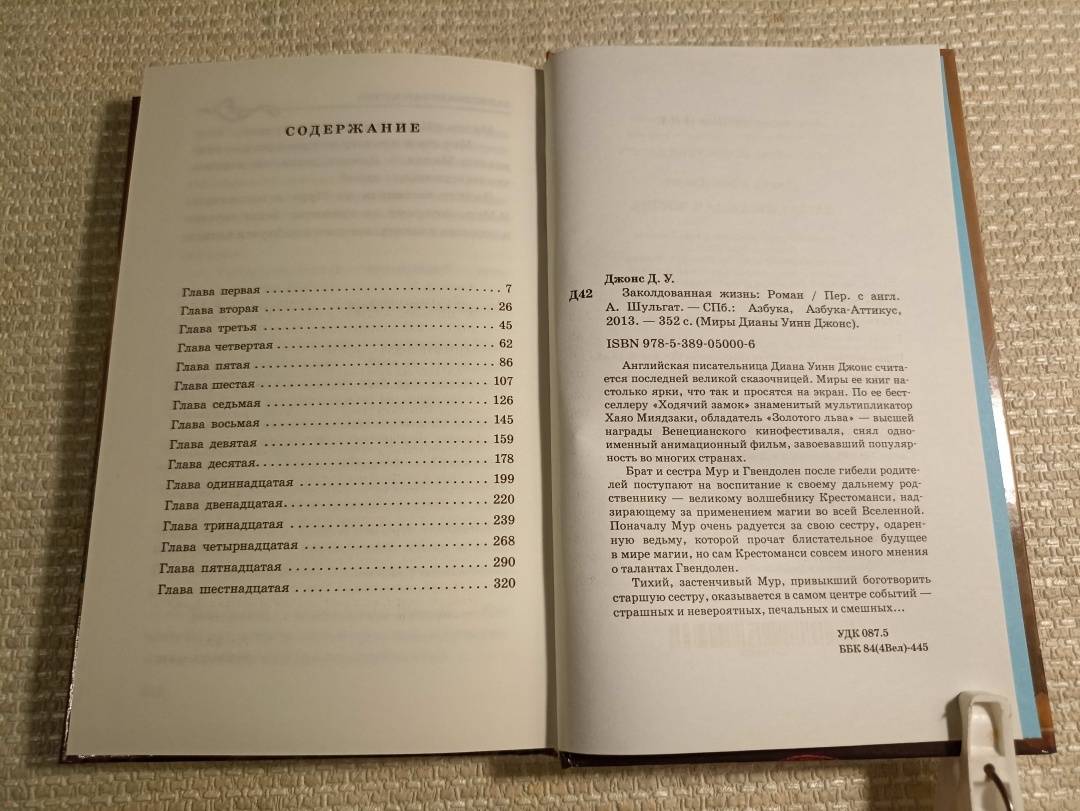 СОДЕРЖАНИЕ
Глава первая 7
Глава вторая 26
Глава третья 45
Глава четвертая 62
Глава пятая 86
Глава шестая 107
Глава седьмая 126
Глава восьмая 145
Глава девятая 159
Глава десятая 178
Глава одиннадцатая 199
Глава двенадцатая 220
Глава тринадцатая 239
Глава четырнадцатая 268
Глава пятнадцатая 290
Глава шестнадцатая 320
Джонс Д. У.
Д42 Заколдованная жизнь: Роман / Пер. с англ.
А. Шульгат. — СПб.: Азбука, Азбука-Аттикус,
2013. — 352 с. (Миры Дианы Уинн Джонс).
ISBN 978-5-389-05000-6
Английская писательница Диана Уинн Джонс счита-
ется последней великой сказочницей. Миры ее книг на-
столько ярки, что так и просятся на экран. По ее бест-
селлеру «Ходячий замок» знаменитый мультипликатор
Хаяо Миядзаки, обладатель «Золотого льва» — высшей
награды Венецианского кинофестиваля, снял одно-
именный анимационный фильм, завоевавший популяр-
ность во многих странах.
Брат и сестра Мур и Гвендолен после гибели родите-
лей поступают на воспитание к своему дальнему род-
ственнику — великому волшебнику Крестоманси, над-
зирающему за применением магии во всей Вселенной.
Поначалу Мур очень радуется за свою сестру, одарен-
ную ведьму, которой прочат блистательное будущее
в мире магии, но сам Крестоманси совсем иного мнения
о талантах Гвендолен.
Тихий, застенчивый Мур, привыкший боготворить
старшую сестру, оказывается в самом центре событий —
страшных и невероятных, печальных и смешных...
УДК 087.5
ББК 84(4Вел)-445